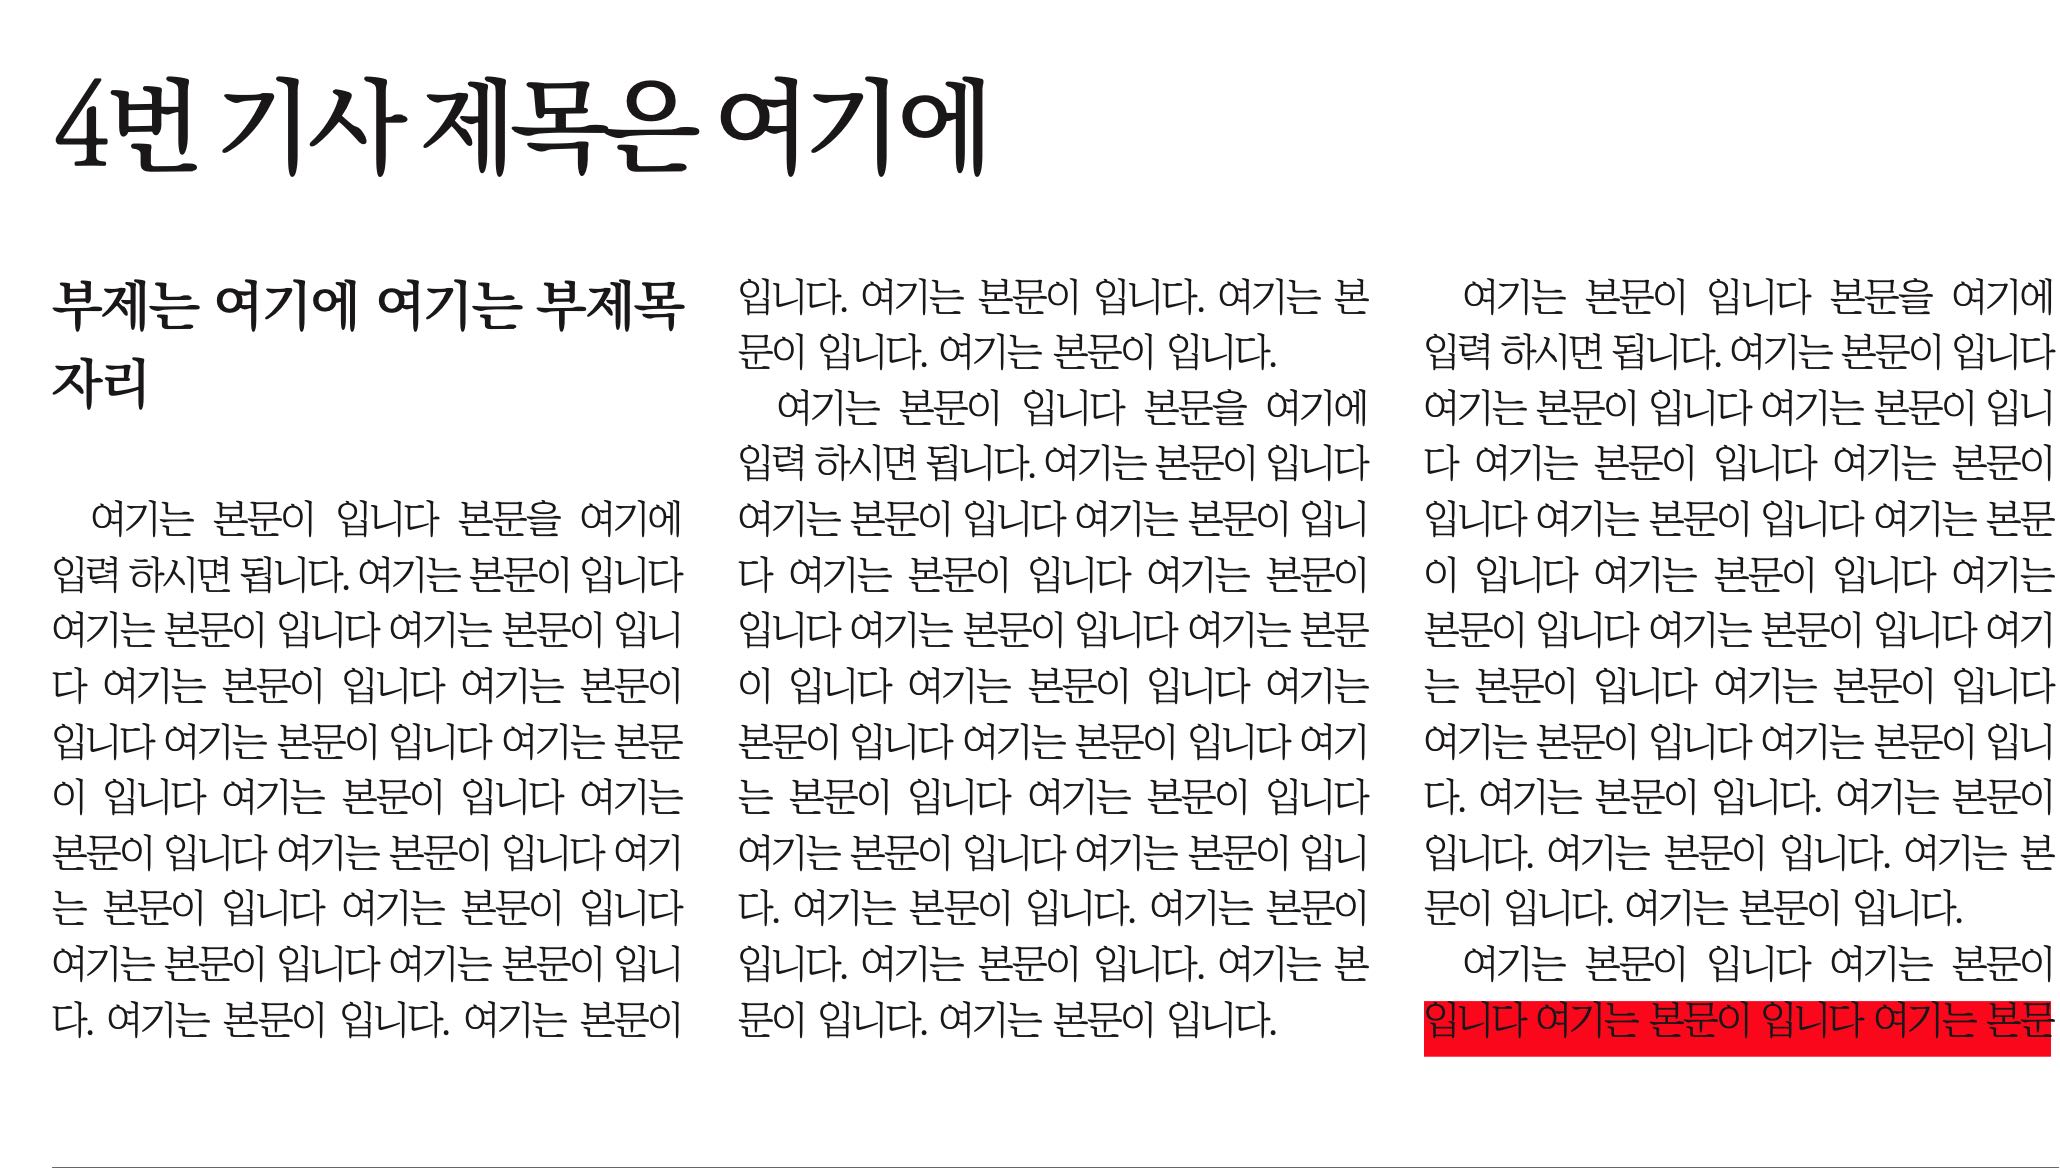 4번 기사 제목은 여기에
부제는 여기에 여기는 부제목
자리
여기는 본문이 입니다 본문을 여기에
입력 하시면 됩니다. 여기는 본문이 입니다
여기는 본문이 입니다 여기는 본문이 입니
다 여기는 본문이 입니다 여기는 본문이
입니다 여기는 본문이 입니다 여기는 본문
이 입니다 여기는 본문이 입니다 여기는
본문이 입니다 여기는 본문이 입니다 여기
는 본문이 입니다 여기는 본문이 입니다
여기는 본문이 입니다 여기는 본문이 입니
다. 여기는 본문이 입니다. 여기는 본문이
입니다. 여기는 본문이 입니다. 여기는 본
문이 입니다. 여기는 본문이 입니다.
여기는 본문이 입니다 본문을 여기에
입력 하시면 됩니다. 여기는 본문이 입니다
여기는 본문이 입니다 여기는 본문이 입니
다 여기는 본문이 입니다 여기는 본문이
입니다 여기는 본문이 입니다 여기는 본문
이 입니다 여기는 본문이 입니다 여기는
본문이 입니다 여기는 본문이 입니다 여기
는 본문이 입니다 여기는 본문이 입니다
여기는 본문이 입니다 여기는 본문이 입니
다. 여기는 본문이 입니다. 여기는 본문이
입니다. 여기는 본문이 입니다. 여기는 본
문이 입니다. 여기는 본문이 입니다.
여기는 본문이 입니다 본문을 여기에
입력 하시면 됩니다. 여기는 본문이 입니다
여기는 본문이 입니다 여기는 본문이 입니
다 여기는 본문이 입니다 여기는 본문이
입니다 여기는 본문이 입니다 여기는 본문
이 입니다 여기는 본문이 입니다 여기는
본문이 입니다 여기는 본문이 입니다 여기
는 본문이 입니다 여기는 본문이 입니다
여기는 본문이 입니다 여기는 본문이 입니
다. 여기는 본문이 입니다. 여기는 본문이
입니다. 여기는 본문이 입니다. 여기는 본
문이 입니다. 여기는 본문이 입니다.
여기는 본문이 입니다 여기는 본문이
입니다 여기는 본문이 입니다 여기는 본문